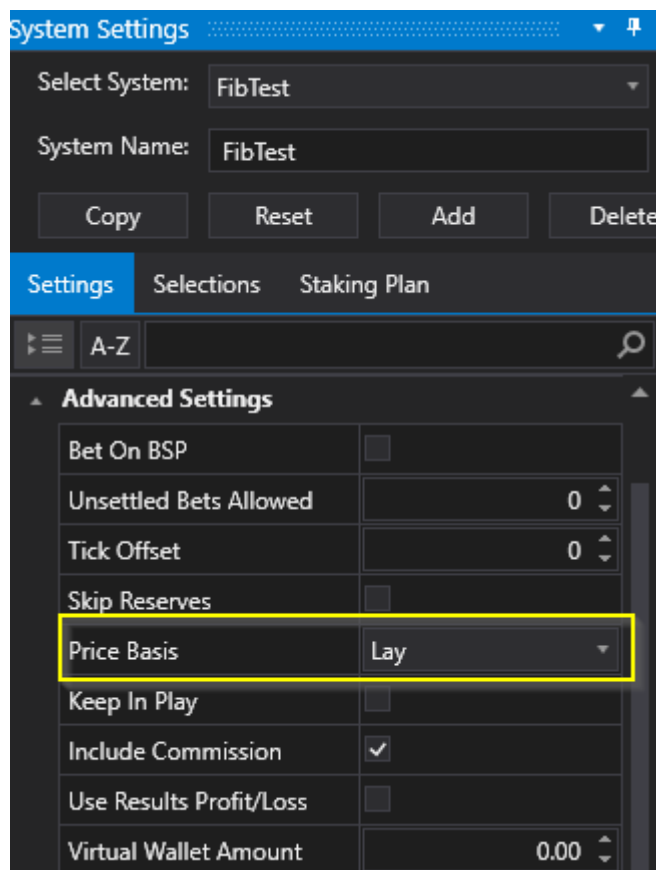 System Settings
Select System: FibTest
System Name: FibTest
Copy Reset Add Delete
Settings Selections Staking Plan
A-Z
Advanced Settings
Bet On BSP
Unsettled Bets Allowed 0
Tick Offset 0
Skip Reserves
Price Basis Lay
Keep In Play
Include Commission
Use Results Profit/Loss
Virtual Wallet Amount 0.00